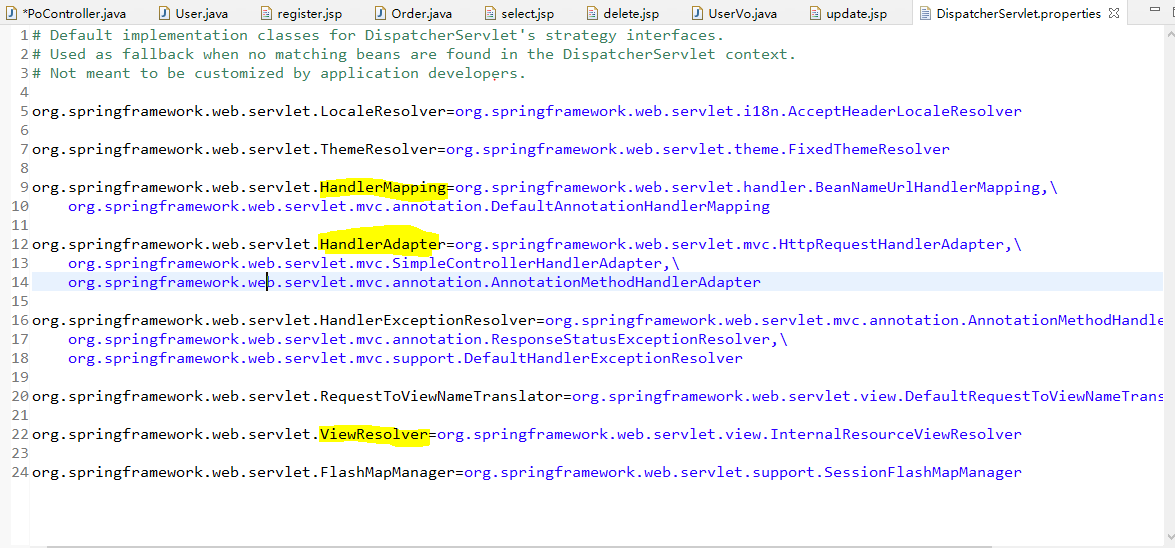 *PoController.java User.java register.jsp Order.java select.jsp delete.jsp UserVo.java update.jsp DispatcherServlet.properties
1 # Default implementation classes for DispatcherServlet's strategy interfaces.
2 # Used as fallback when no matching beans are found in the DispatcherServlet context.
3 # Not meant to be customized by application developers.
4
5 org.springframework.web.servlet.LocaleResolver=org.springframework.web.servlet.i18n.AcceptHeaderLocaleResolver
6
7 org.springframework.web.servlet.ThemeResolver=org.springframework.web.servlet.theme.FixedThemeResolver
8
9 org.springframework.web.servlet.HandlerMapping=org.springframework.web.servlet.handler.BeanNameUrlHandlerMapping,\
10 org.springframework.web.servlet.mvc.annotation.DefaultAnnotationHandlerMapping
11
12 org.springframework.web.servlet.HandlerAdapter=org.springframework.web.servlet.mvc.HttpRequestHandlerAdapter,\
13 org.springframework.web.servlet.mvc.SimpleControllerHandlerAdapter,\
14 org.springframework.web.servlet.mvc.annotation.AnnotationMethodHandlerAdapter
15
16 org.springframework.web.servlet.HandlerExceptionResolver=org.springframework.web.servlet.mvc.annotation.AnnotationMethodHandle
17 org.springframework.web.servlet.mvc.annotation.ResponseStatusExceptionResolver,\
18 org.springframework.web.servlet.mvc.support.DefaultHandlerExceptionResolver
19
20 org.springframework.web.servlet.RequestToViewNameTranslator=org.springframework.web.servlet.view.DefaultRequestToViewNameTrans
21
22 org.springframework.web.servlet.ViewResolver=org.springframework.web.servlet.view.InternalResourceViewResolver
23
24 org.springframework.web.servlet.FlashMapManager=org.springframework.web.servlet.support.SessionFlashMapManager